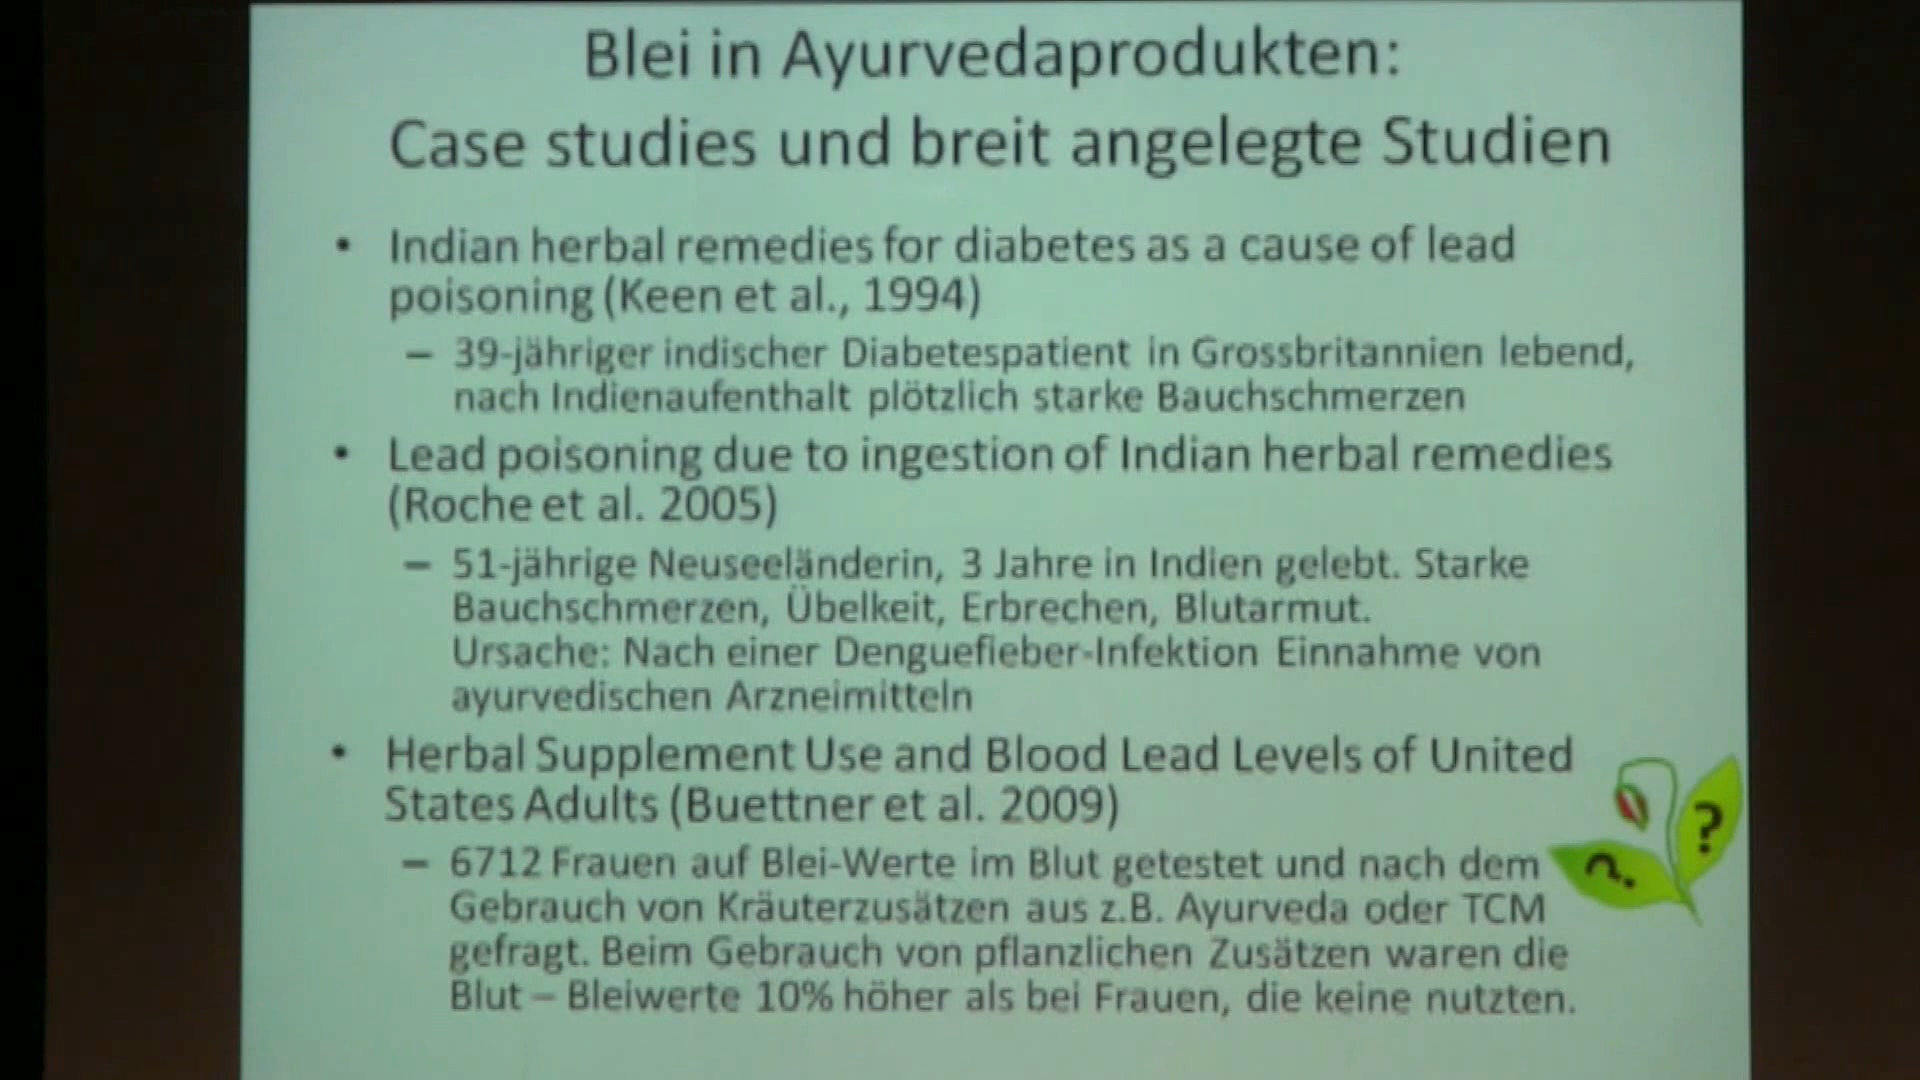 Blei in Ayurvedaprodukten:
Case studies und breit angelegte Studien
• Indian herbal remedies for diabetes as a cause of lead
poisoning (Keen et al., 1994)
– 39-jähriger indischer Diabetespatient in Grossbritannien lebend,
nach Indienaufenthalt plötzlich starke Bauchschmerzen
• Lead poisoning due to ingestion of Indian herbal remedies
(Roche et al. 2005)
– 51-jährige Neuseeländerin, 3 Jahre in Indien gelebt. Starke
Bauchschmerzen, Übelkeit, Erbrechen, Blutarmut.
Ursache: Nach einer Denguefieber-Infektion Einnahme von
ayurvedischen Arzneimitteln
• Herbal Supplement Use and Blood Lead Levels of United
States Adults (Buettner et al. 2009)
– 6712 Frauen auf Blei-Werte im Blut getestet und nach dem
Gebrauch von Kräuterzusätzen aus z.B. Ayurveda oder TCM
gefragt. Beim Gebrauch von pflanzlichen Zusätzen waren die
Blut – Bleiwerte 10% höher als bei Frauen, die keine nutzten.
? ?